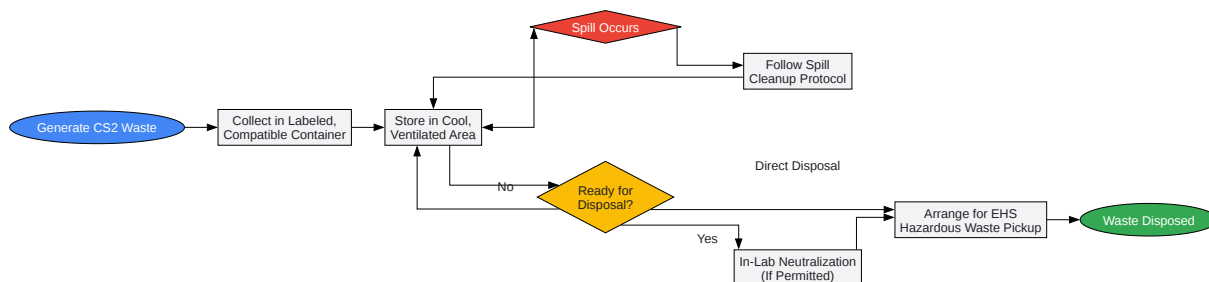 Spill Occurs
Follow Spill
Cleanup Protocol
Generate CS2 Waste
Collect in Labeled,
Compatible Container
Store in Cool,
Ventilated Area
Direct Disposal
No
Ready for
Disposal?
Arrange for EHS
Hazardous Waste Pickup
Waste Disposed
Yes
In-Lab Neutralization
(If Permitted)